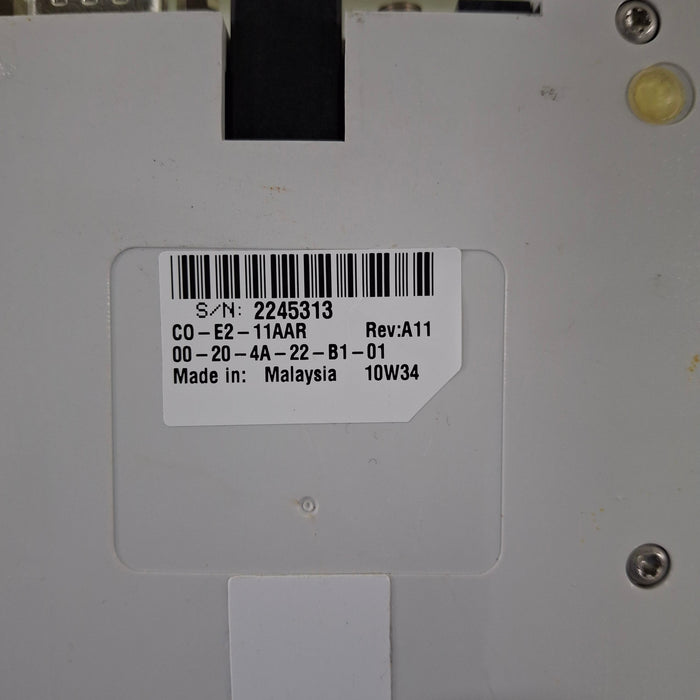 S/N: 2245313
CO-E2-11AAR Rev:A11
00-20-4A-22-B1-01
Made in: Malaysia 10W34